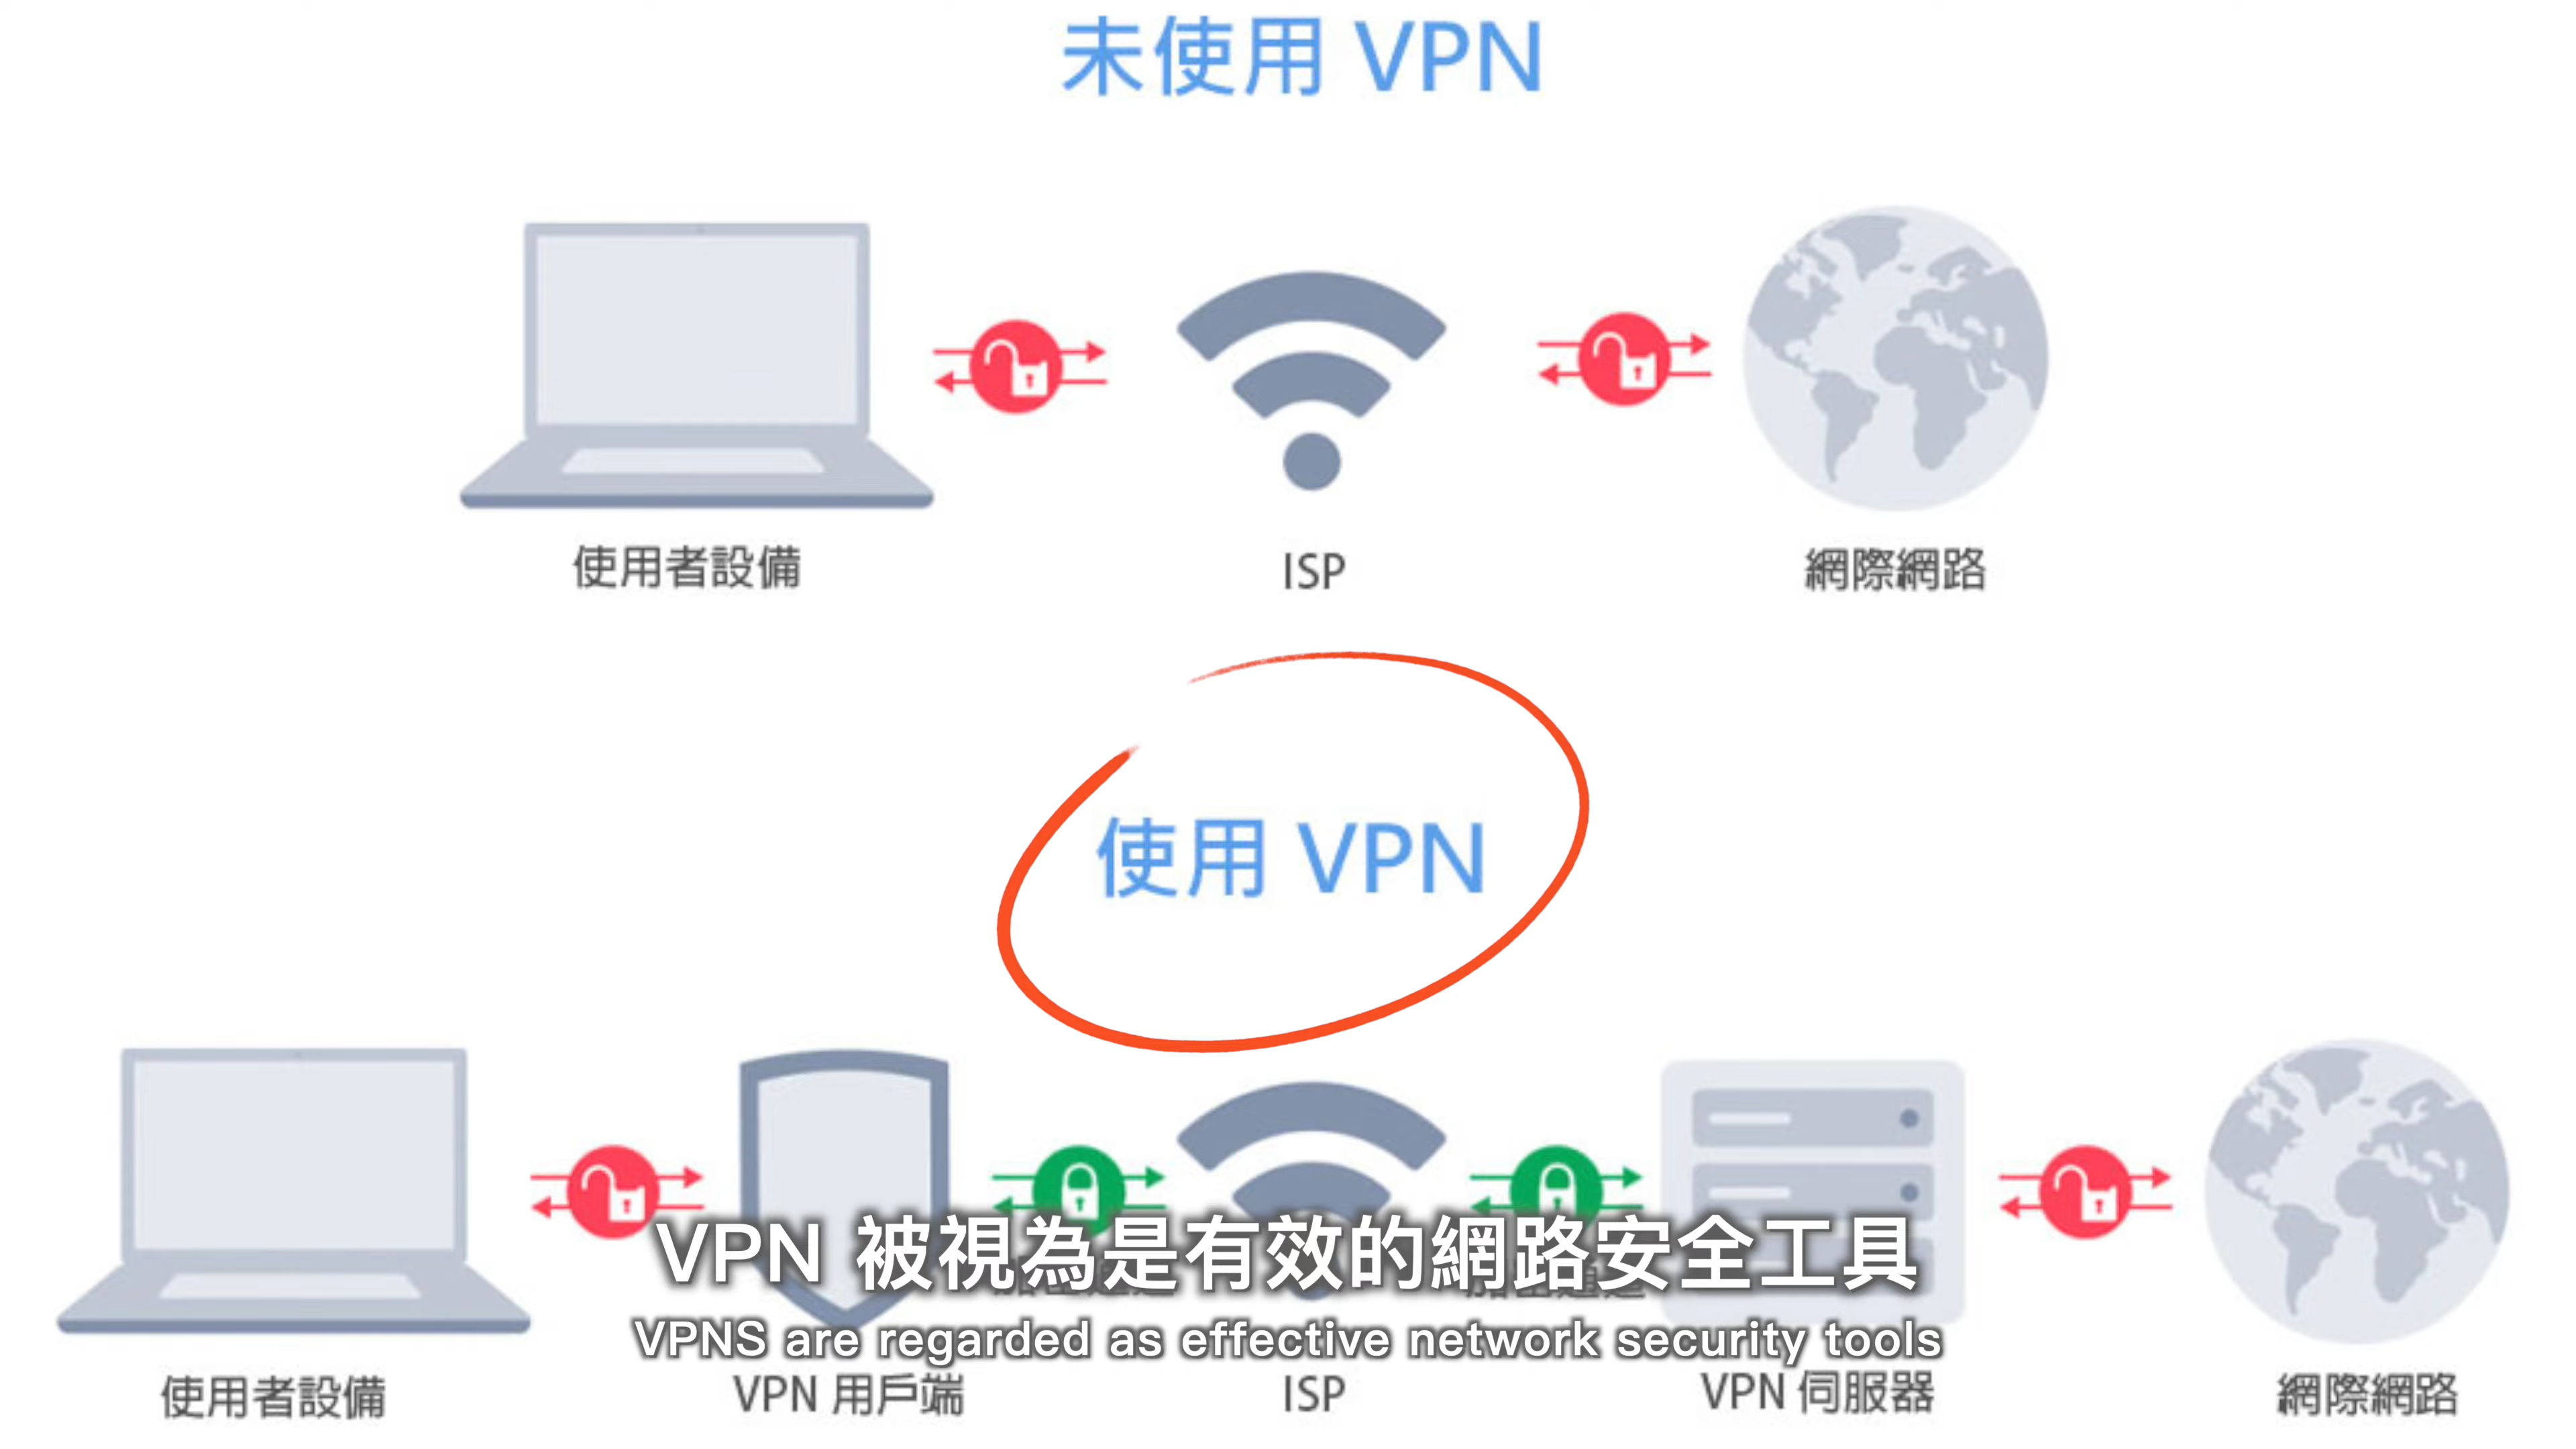 未使用 VPN
使用者設備
ISP
網際網路
使用 VPN
VPN 被視為是有效的網路安全工具
VPNS are regarded as effective network security tools
使用者設備
VPN 用戶端
ISP
VPN 伺服器
網際網路